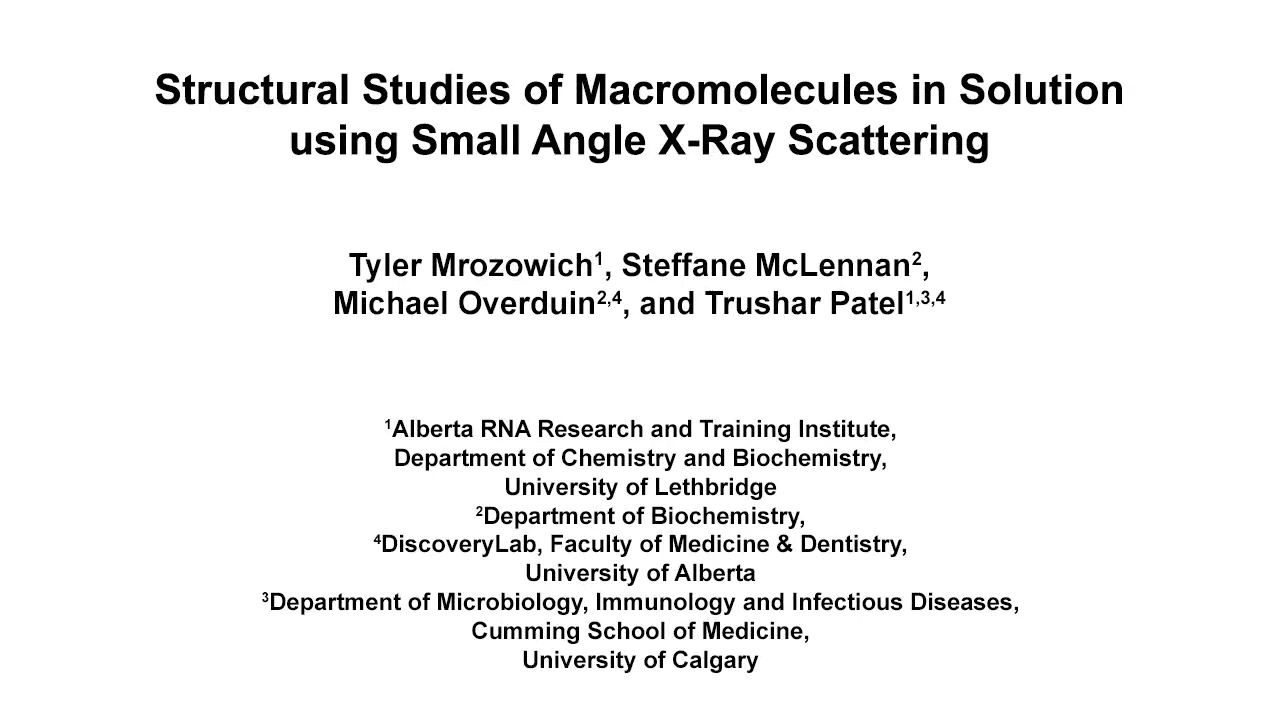 Structural Studies of Macromolecules in Solution
using Small Angle X-Ray Scattering
Tyler Mrozowich¹, Steffane McLennan²,
Michael Overduin²,⁴, and Trushar Patel¹,³,⁴
¹Alberta RNA Research and Training Institute,
Department of Chemistry and Biochemistry,
University of Lethbridge
²Department of Biochemistry,
⁴DiscoveryLab, Faculty of Medicine & Dentistry,
University of Alberta
³Department of Microbiology, Immunology and Infectious Diseases,
Cumming School of Medicine,
University of Calgary